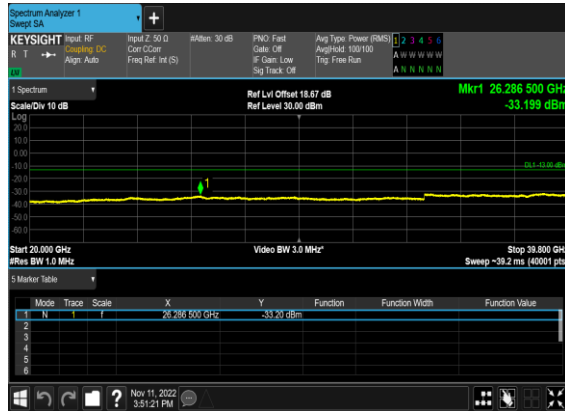 Spectrum Analyzer 1
Swept SA
KEYSIGHT Input: RF Input Z: 50 Ω #Atten: 30 dB PNO: Fast Avg Type: Power (RMS) 1 2 3 4 5 6
R T Coupling: DC Corr CCorr Gate: Off Avg|Hold: 100/100 A W W W W W
Align: Auto Freq Ref: Int (S) IF Gain: Low Trig: Free Run
Sig Track: Off A N N N N N
LW
1 Spectrum Ref Lvl Offset 18.67 dB Mkr1 26.286 500 GHz
Scale/Div 10 dB Ref Level 30.00 dBm -33.199 dBm
Log
20.0
10.0
0.00
-10.0 DL1 -13.00 dBm
-20.0
-30.0 1
-40.0
-50.0
-60.0
Start 20.000 GHz Video BW 3.0 MHz* Stop 39.800 GHz
#Res BW 1.0 MHz Sweep ~39.2 ms (40001 pts)
5 Marker Table
Mode Trace Scale X Y Function Function Width Function Value
1 N 1 f 26.286 500 GHz -33.20 dBm
2
3
4
5
6
? Nov 11, 2022
3:51:21 PM